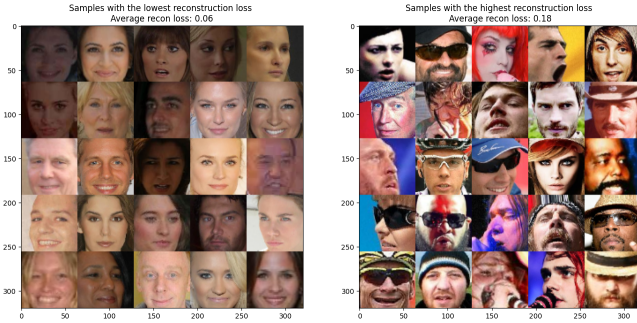 Samples with the lowest reconstruction loss
Average recon loss: 0.06
Samples with the highest reconstruction loss
Average recon loss: 0.18
0
50
100
150
200
250
300
0 50 100 150 200 250 300
0
50
100
150
200
250
300
0 50 100 150 200 250 300